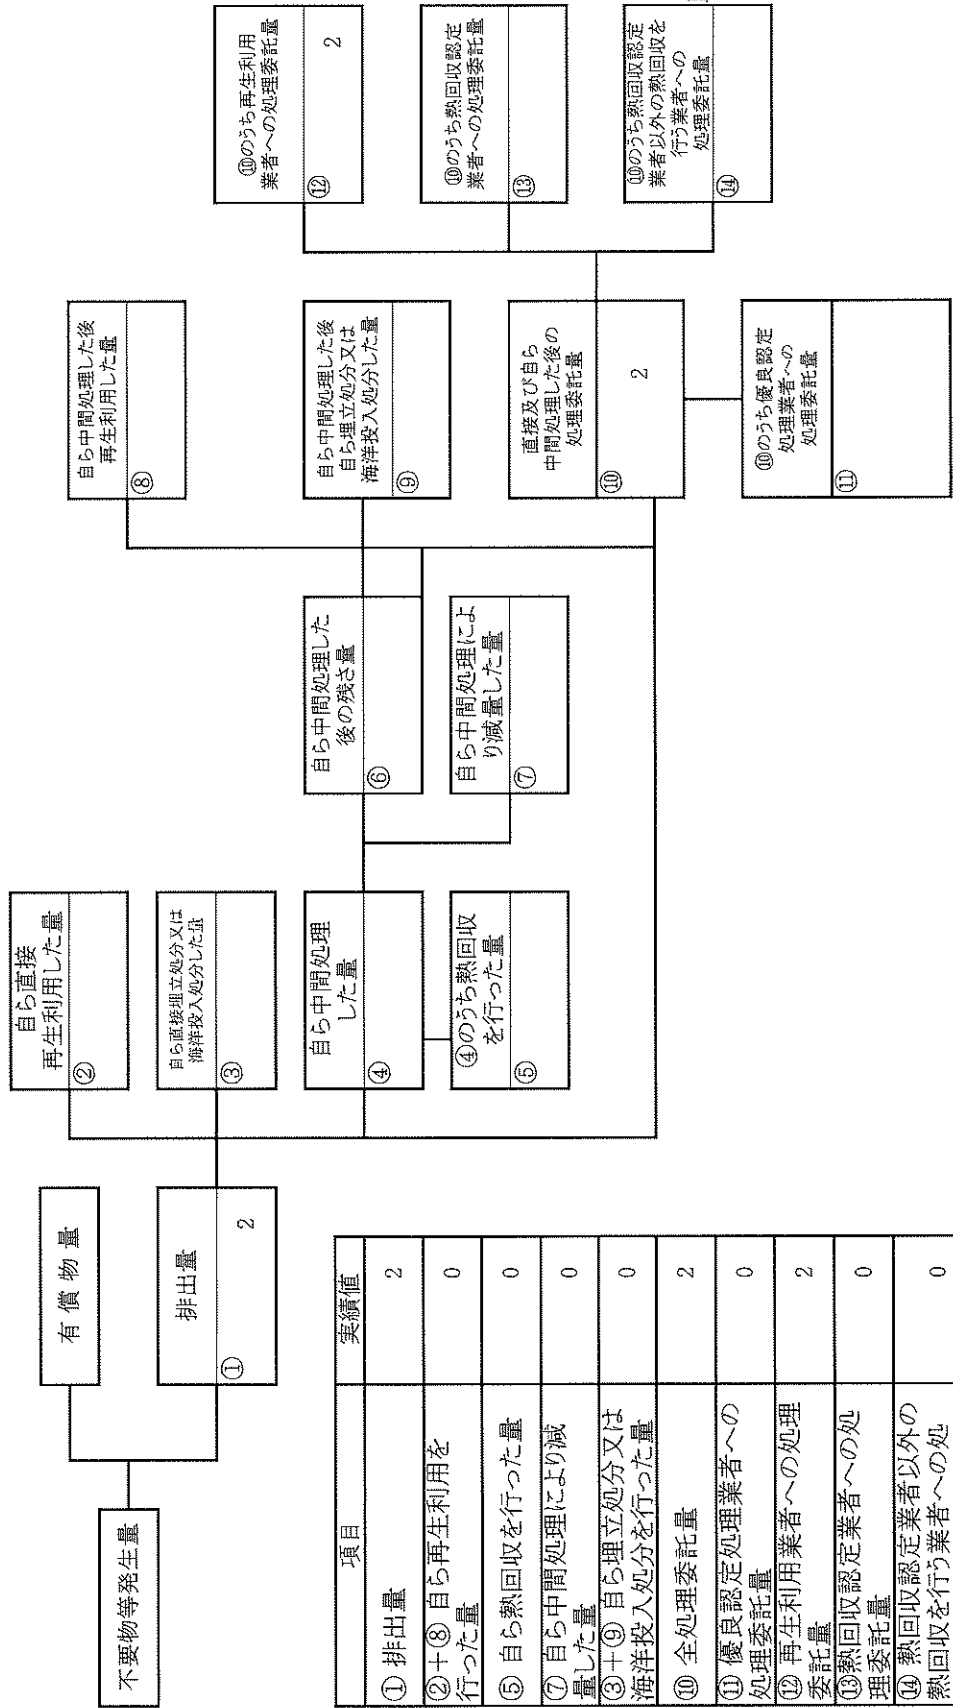 不要物等発生量
有償物量
排出量
①
2
自ら直接
再生利用した量
②
自ら直接埋立処分又は
海洋投入処分した量
③
自ら中間処理
した量
④
④のうち熱回収
を行った量
⑤
自ら中間処理した
後の残さ量
⑥
自ら中間処理によ
り減量した量
⑦
自ら中間処理した後
再生利用した量
⑧
自ら中間処理した後
自ら埋立処分又は
海洋投入処分した量
⑨
直接及び自ら
中間処理した後の
処理委託量
⑩
2
⑩のうち優良認定
処理業者への
処理委託量
⑪
⑩のうち再生利用
業者への処理委託量
⑫
2
⑩のうち熱回収認定
業者への処理委託量
⑬
⑩のうち熱回収認定
業者以外の熱回収を
行う業者への
処理委託量
⑭
項目 実績値
① 排出量 2
②+⑧ 自ら再生利用を
行った量 0
⑤ 自ら熱回収を行った量 0
⑦ 自ら中間処理により減
量した量 0
③+⑨ 自ら埋立処分又は
海洋投入処分を行った量 0
⑩ 全処理委託量 2
⑪ 優良認定処理業者への
処理委託量 0
⑫ 再生利用業者への処理
委託量 2
⑬熱回収認定業者への処
理委託量 0
⑭ 熱回収認定業者以外の
熱回収を行う業者への処 0